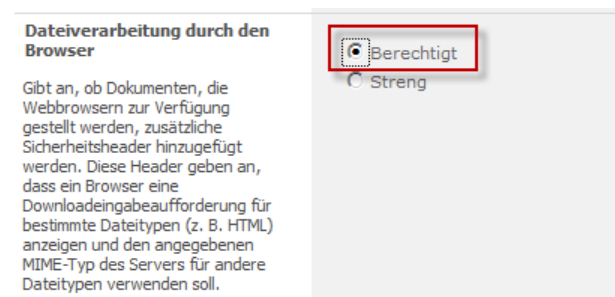 Dateiverarbeitung durch den
Browser
Gibt an, ob Dokumenten, die
Webbrowsern zur Verfügung
gestellt werden, zusätzliche
Sicherheitsheader hinzugefügt
werden. Diese Header geben an,
dass ein Browser eine
Downloadeingabeaufforderung für
bestimmte Dateitypen (z. B. HTML)
anzeigen und den angegebenen
MIME-Typ des Servers für andere
Dateitypen verwenden soll.
Berechtigt
Streng